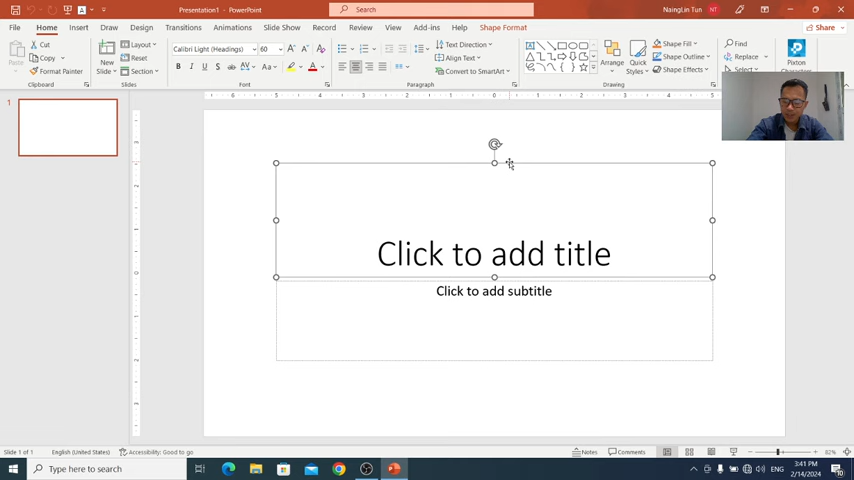 Presentation1 - PowerPoint
Search
NaingLin Tun
NT
File Home Insert Draw Design Transitions Animations Slide Show Record Review View Add-ins Help Shape Format
Share
Paste
Cut
Copy
Format Painter
Clipboard
New
Slide
Layout
Reset
Section
Slides
Calibri Light (Headings) 60
Font
Text Direction
Align Text
Convert to SmartArt
Paragraph
Arrange
Quick
Styles
Shape Fill
Shape Outline
Shape Effects
Drawing
Find
Replace
Select
Pixton
1
Click to add title
Click to add subtitle
Slide 1 of 1
English (United States)
Accessibility: Good to go
Notes
Comments
82%
Type here to search
ENG
3:41 PM
2/14/2024